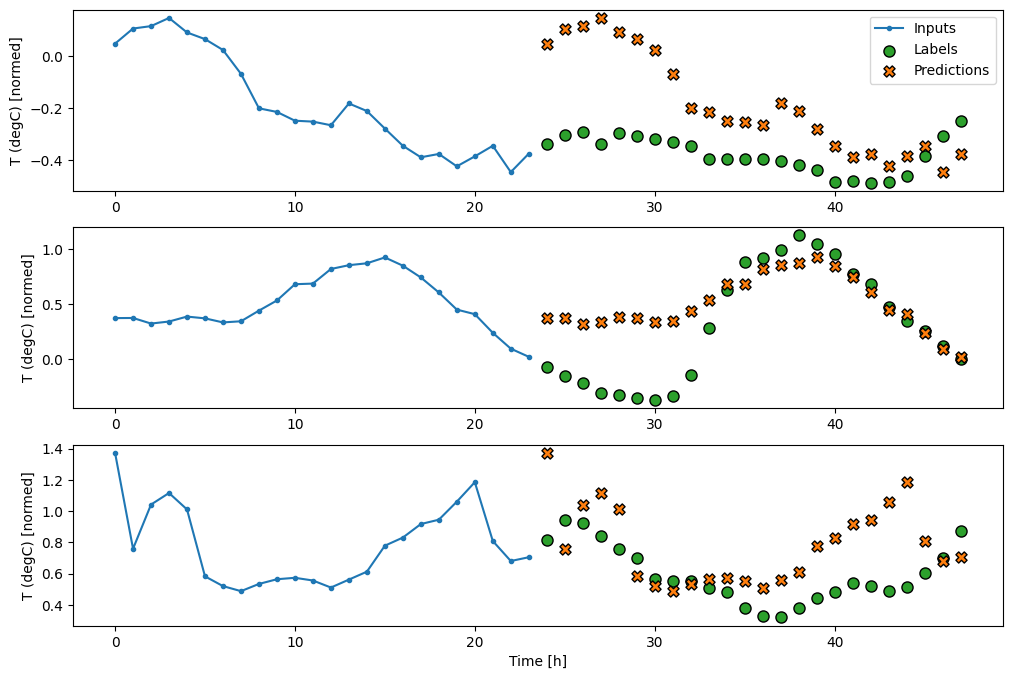 T (degC) [normed]
0.0
−0.2
−0.4
0 10 20 30 40
Inputs
Labels
Predictions
T (degC) [normed]
1.0
0.5
0.0
0 10 20 30 40
T (degC) [normed]
1.4
1.2
1.0
0.8
0.6
0.4
0 10 20 30 40
Time [h]